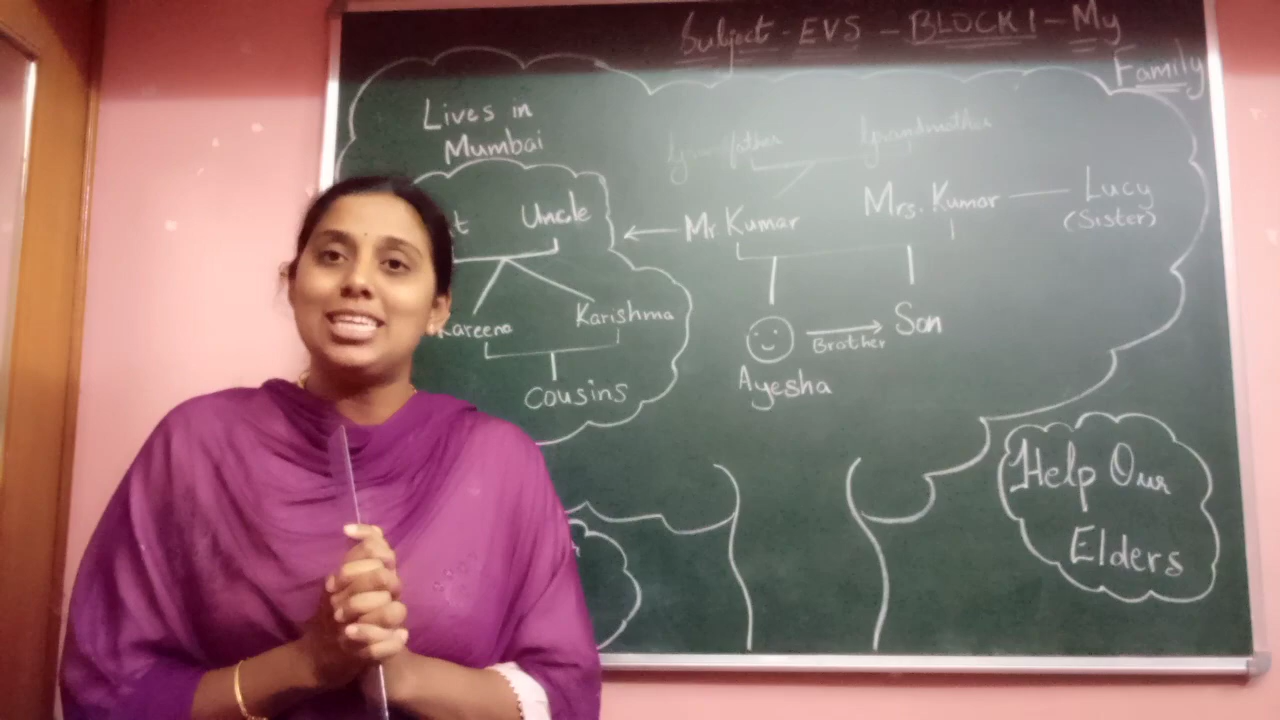 Subject - EVS - BLOCK 1 - My
Family
Lives in
Mumbai
Grandfather Grandmother
Uncle
Mr Kumar
Mrs. Kumar
Lucy
(Sister)
Kareena
Karishma
Cousins
Ayesha
Brother
Son
Help Our
Elders